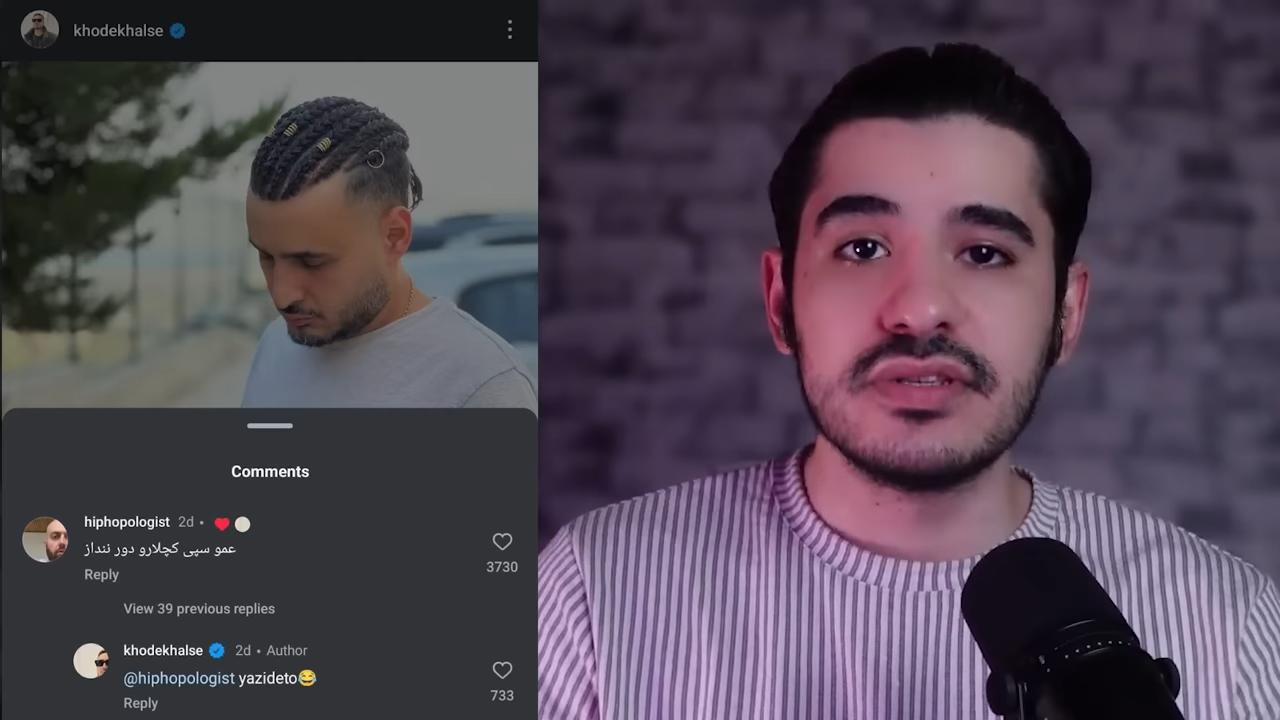 khodekhalse
Comments
hiphopologist 2d •
عمو سپی کچلارو دور ننداز
3730
Reply
View 39 previous replies
khodekhalse 2d • Author
@hiphopologist yazideto😂
733
Reply